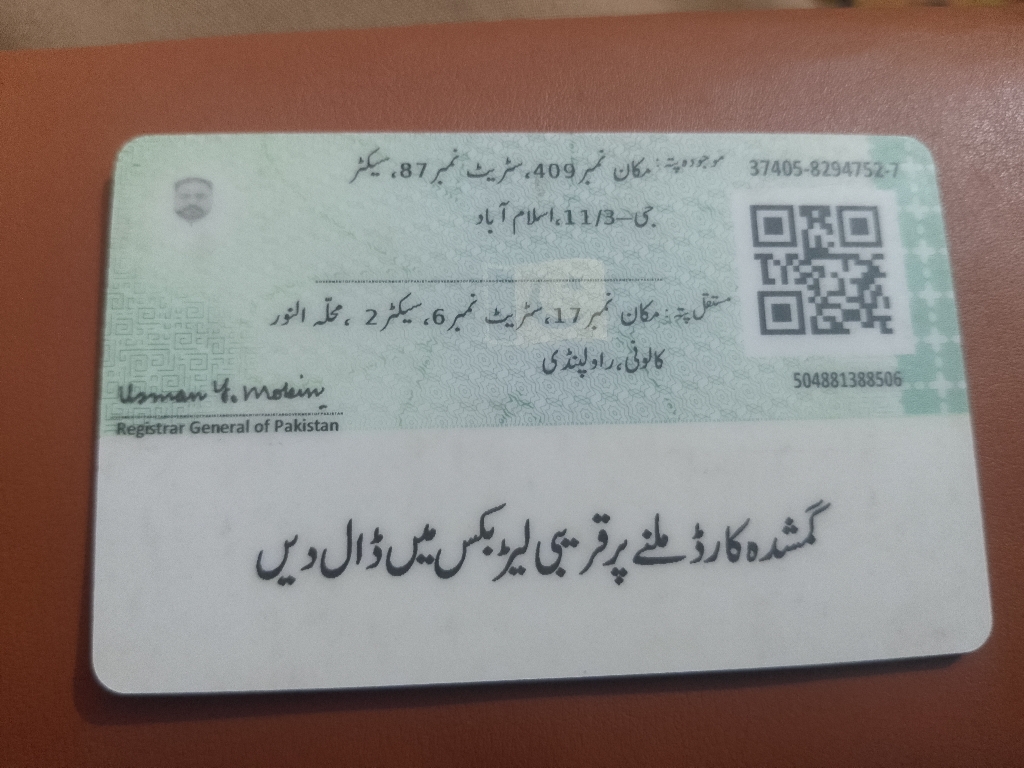 37405-8294752-7
موجودہ پتہ: مکان نمبر 409، سٹریٹ نمبر 87، سیکٹر
جی-11/3، اسلام آباد
مستقل پتہ: مکان نمبر 17، سٹریٹ نمبر 6، سیکٹر 2 ، محلّہ النور
کالونی، راولپنڈی
504881388506
Usman Y. Mobin
Registrar General of Pakistan
گمشدہ کارڈ ملنے پر قریبی لیٹر بکس میں ڈال دیں